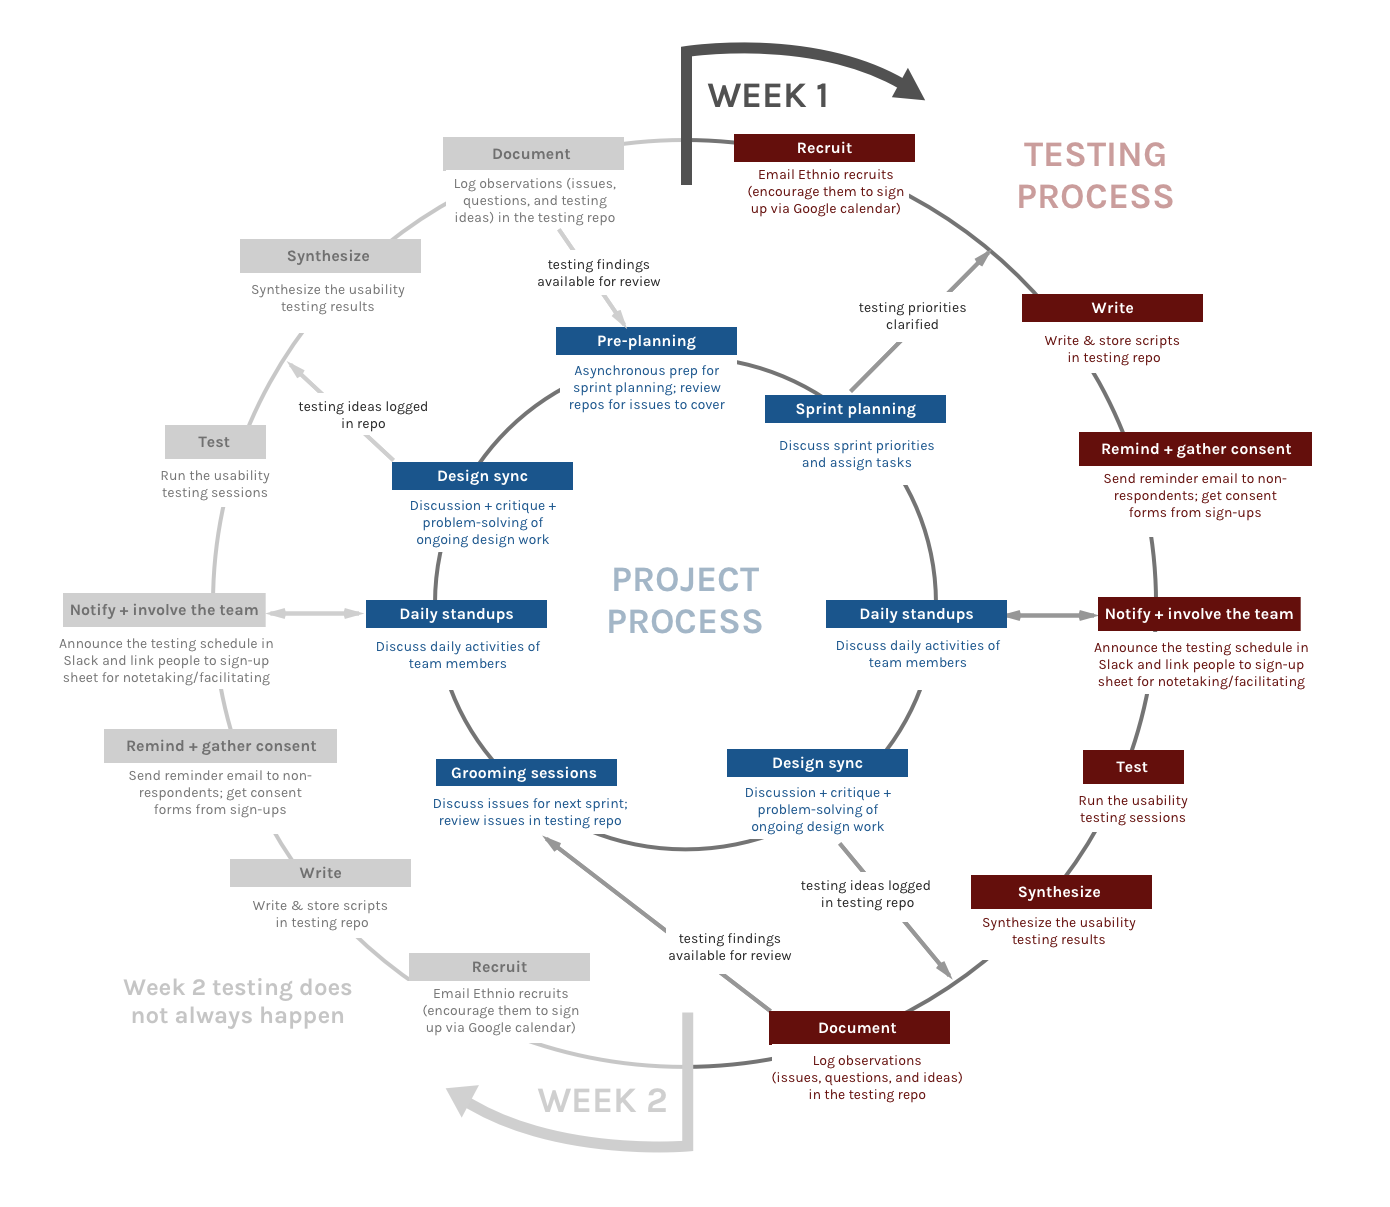 WEEK 1
TESTING
PROCESS
Recruit
Email Ethnio recruits
(encourage them to sign
up via Google calendar)
testing priorities
clarified
Write
Write & store scripts
in testing repo
Remind + gather consent
Send reminder email to non-
respondents; get consent
forms from sign-ups
Notify + involve the team
Announce the testing schedule in
Slack and link people to sign-up
sheet for notetaking/facilitating
Test
Run the usability
testing sessions
Synthesize
Synthesize the usability
testing results
Document
Log observations
(issues, questions, and ideas)
in the testing repo
PROJECT
PROCESS
Pre-planning
Asynchronous prep for
sprint planning; review
repos for issues to cover
Sprint planning
Discuss sprint priorities
and assign tasks
Daily standups
Discuss daily activities of
team members
Design sync
Discussion + critique +
problem-solving of
ongoing design work
testing ideas logged
in testing repo
testing findings
available for review
Grooming sessions
Discuss issues for next sprint;
review issues in testing repo
Daily standups
Discuss daily activities of
team members
Design sync
Discussion + critique +
problem-solving of
ongoing design work
testing ideas logged
in repo
testing findings
available for review
WEEK 2
Week 2 testing does
not always happen
Recruit
Email Ethnio recruits
(encourage them to sign
up via Google calendar)
Write
Write & store scripts
in testing repo
Remind + gather consent
Send reminder email to non-
respondents; get consent
forms from sign-ups
Notify + involve the team
Announce the testing schedule in
Slack and link people to sign-up
sheet for notetaking/facilitating
Test
Run the usability
testing sessions
Synthesize
Synthesize the usability
testing results
Document
Log observations (issues,
questions, and testing
ideas) in the testing repo